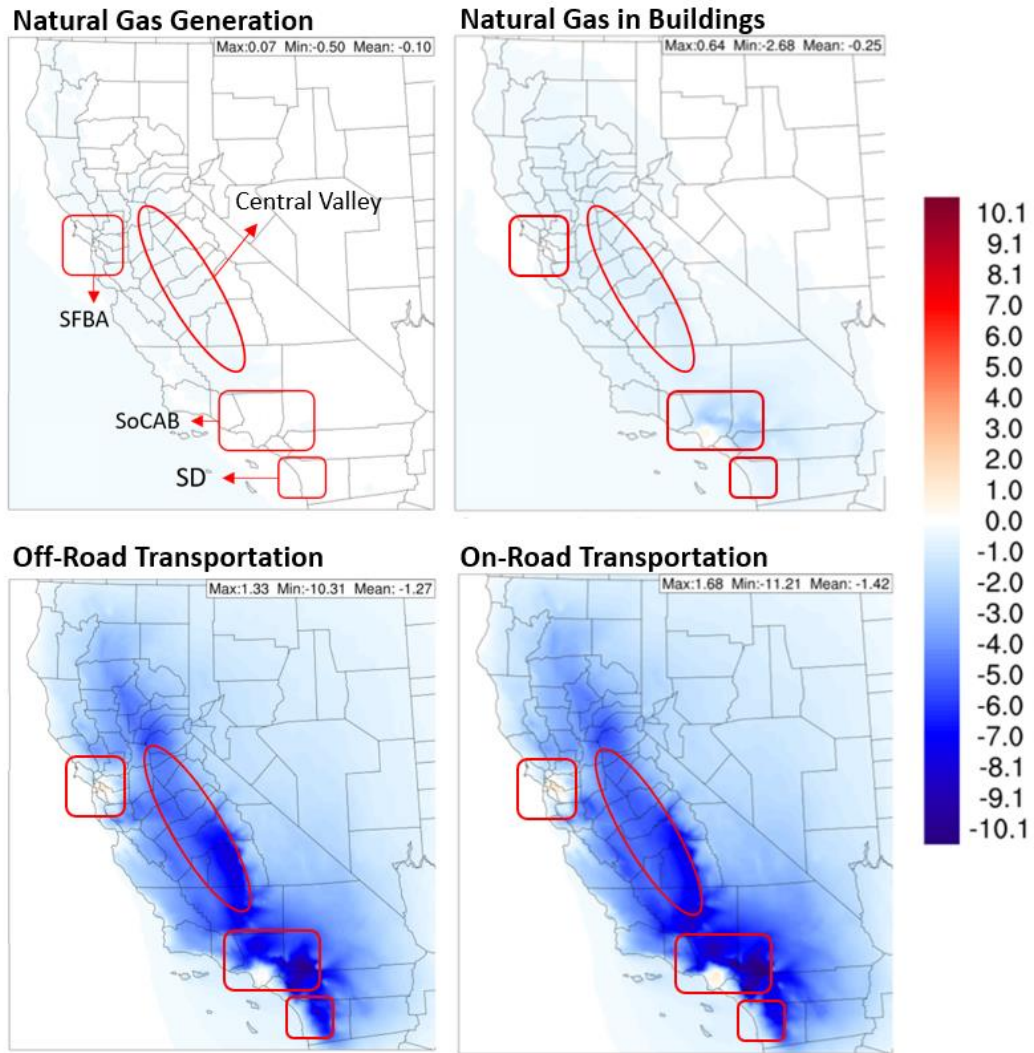 Natural Gas Generation
Max:0.07 Min:-0.50 Mean: -0.10
Central Valley
SFBA
SoCAB
SD
Natural Gas in Buildings
Max:0.64 Min:-2.68 Mean: -0.25
Off-Road Transportation
Max:1.33 Min:-10.31 Mean: -1.27
On-Road Transportation
Max:1.68 Min:-11.21 Mean: -1.42
10.1
9.1
8.1
7.0
6.0
5.0
4.0
3.0
2.0
1.0
0.0
-1.0
-2.0
-3.0
-4.0
-5.0
-6.0
-7.0
-8.1
-9.1
-10.1